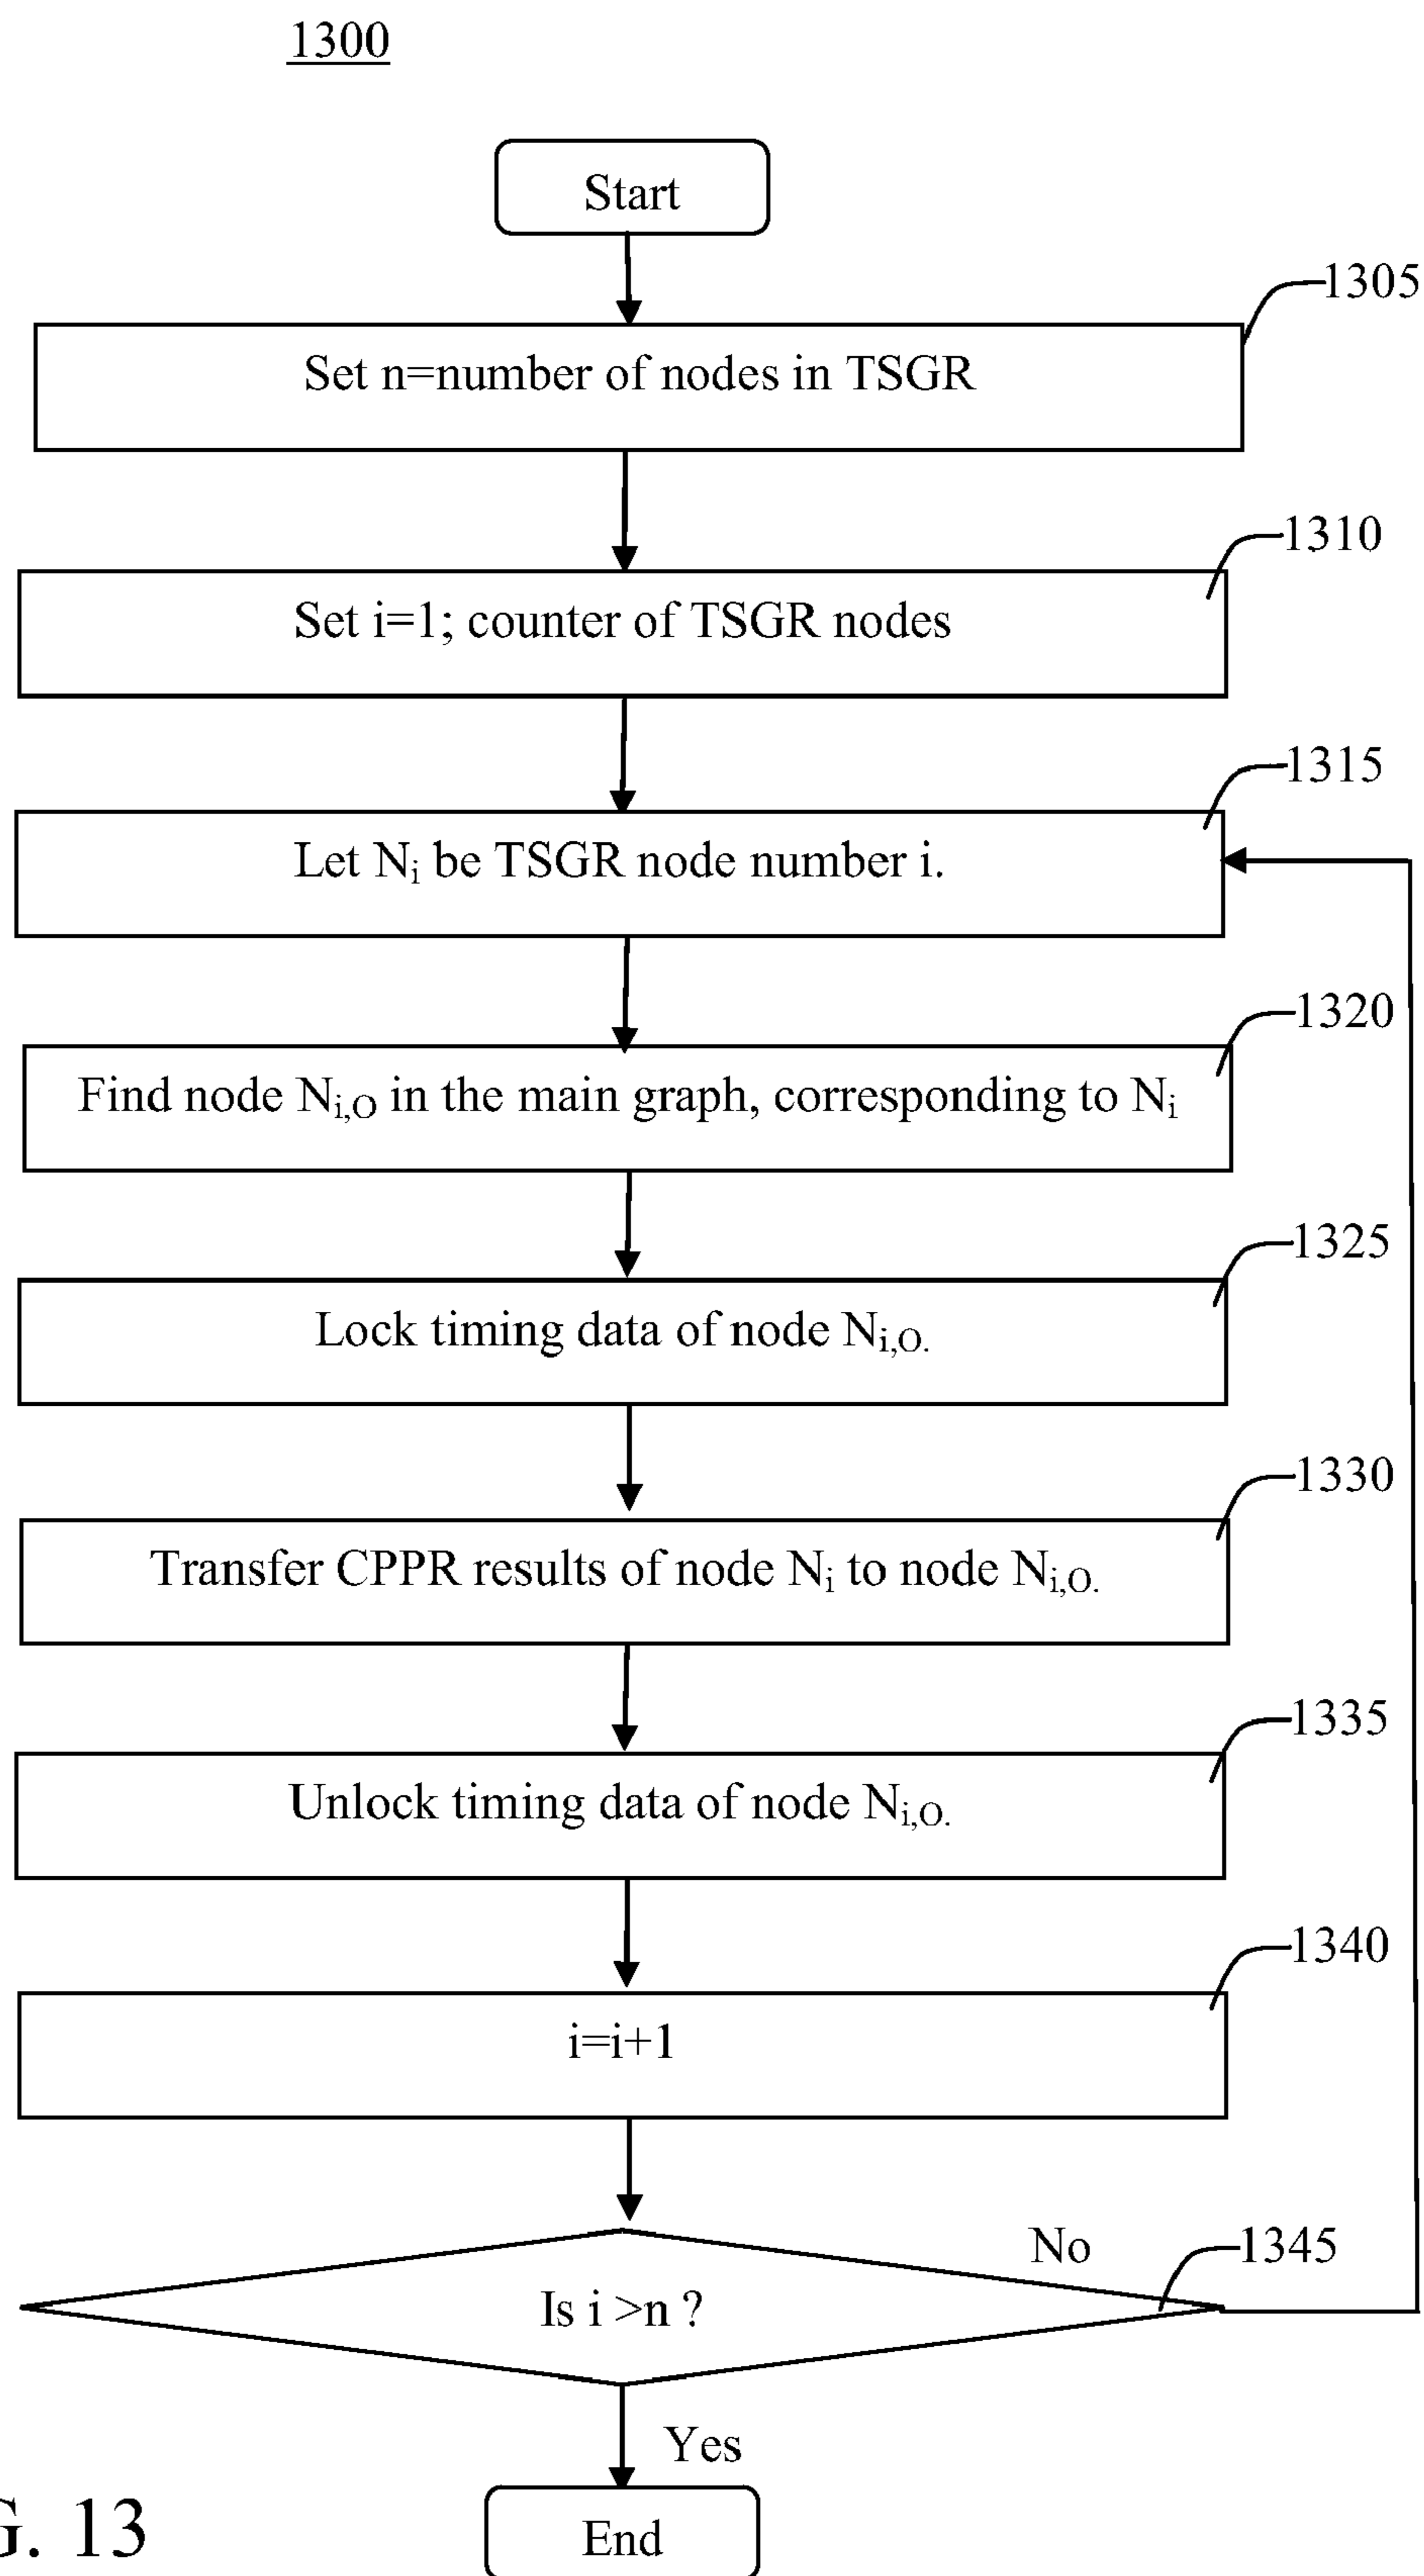 1300
Start
1305
Set n=number of nodes in TSGR
1310
Set i=1; counter of TSGR nodes
1315
Let Ni be TSGR node number i.
1320
Find node Ni,O in the main graph, corresponding to Ni
1325
Lock timing data of node Ni,O.
1330
Transfer CPPR results of node Ni to node Ni,O.
1335
Unlock timing data of node Ni,O.
1340
i=i+1
No
1345
Is i >n ?
Yes
G. 13
End